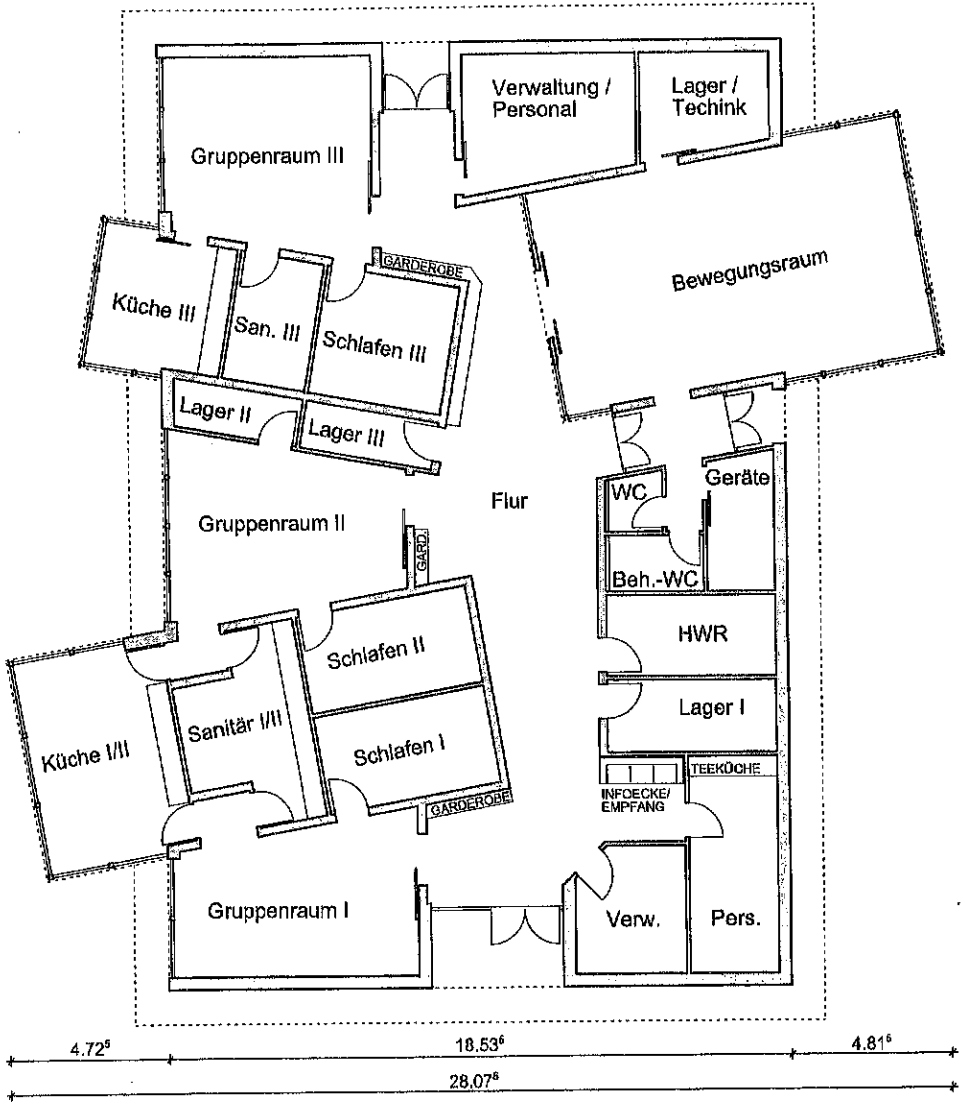 Verwaltung /
Personal
Lager /
Techink
Gruppenraum III
GARDEROBE
Bewegungsraum
Küche III
San. III
Schlafen III
Lager II
Lager III
Flur
WC
Geräte
Gruppenraum II
GARD.
Beh.-WC
HWR
Schlafen II
Lager I
Sanitär I/II
Küche I/II
Schlafen I
TEEKÜCHE
INFOECKE/
EMPFANG
GARDEROBE
Gruppenraum I
Verw.
Pers.
4.72⁵
18.53⁶
4.81⁶
28.07⁶